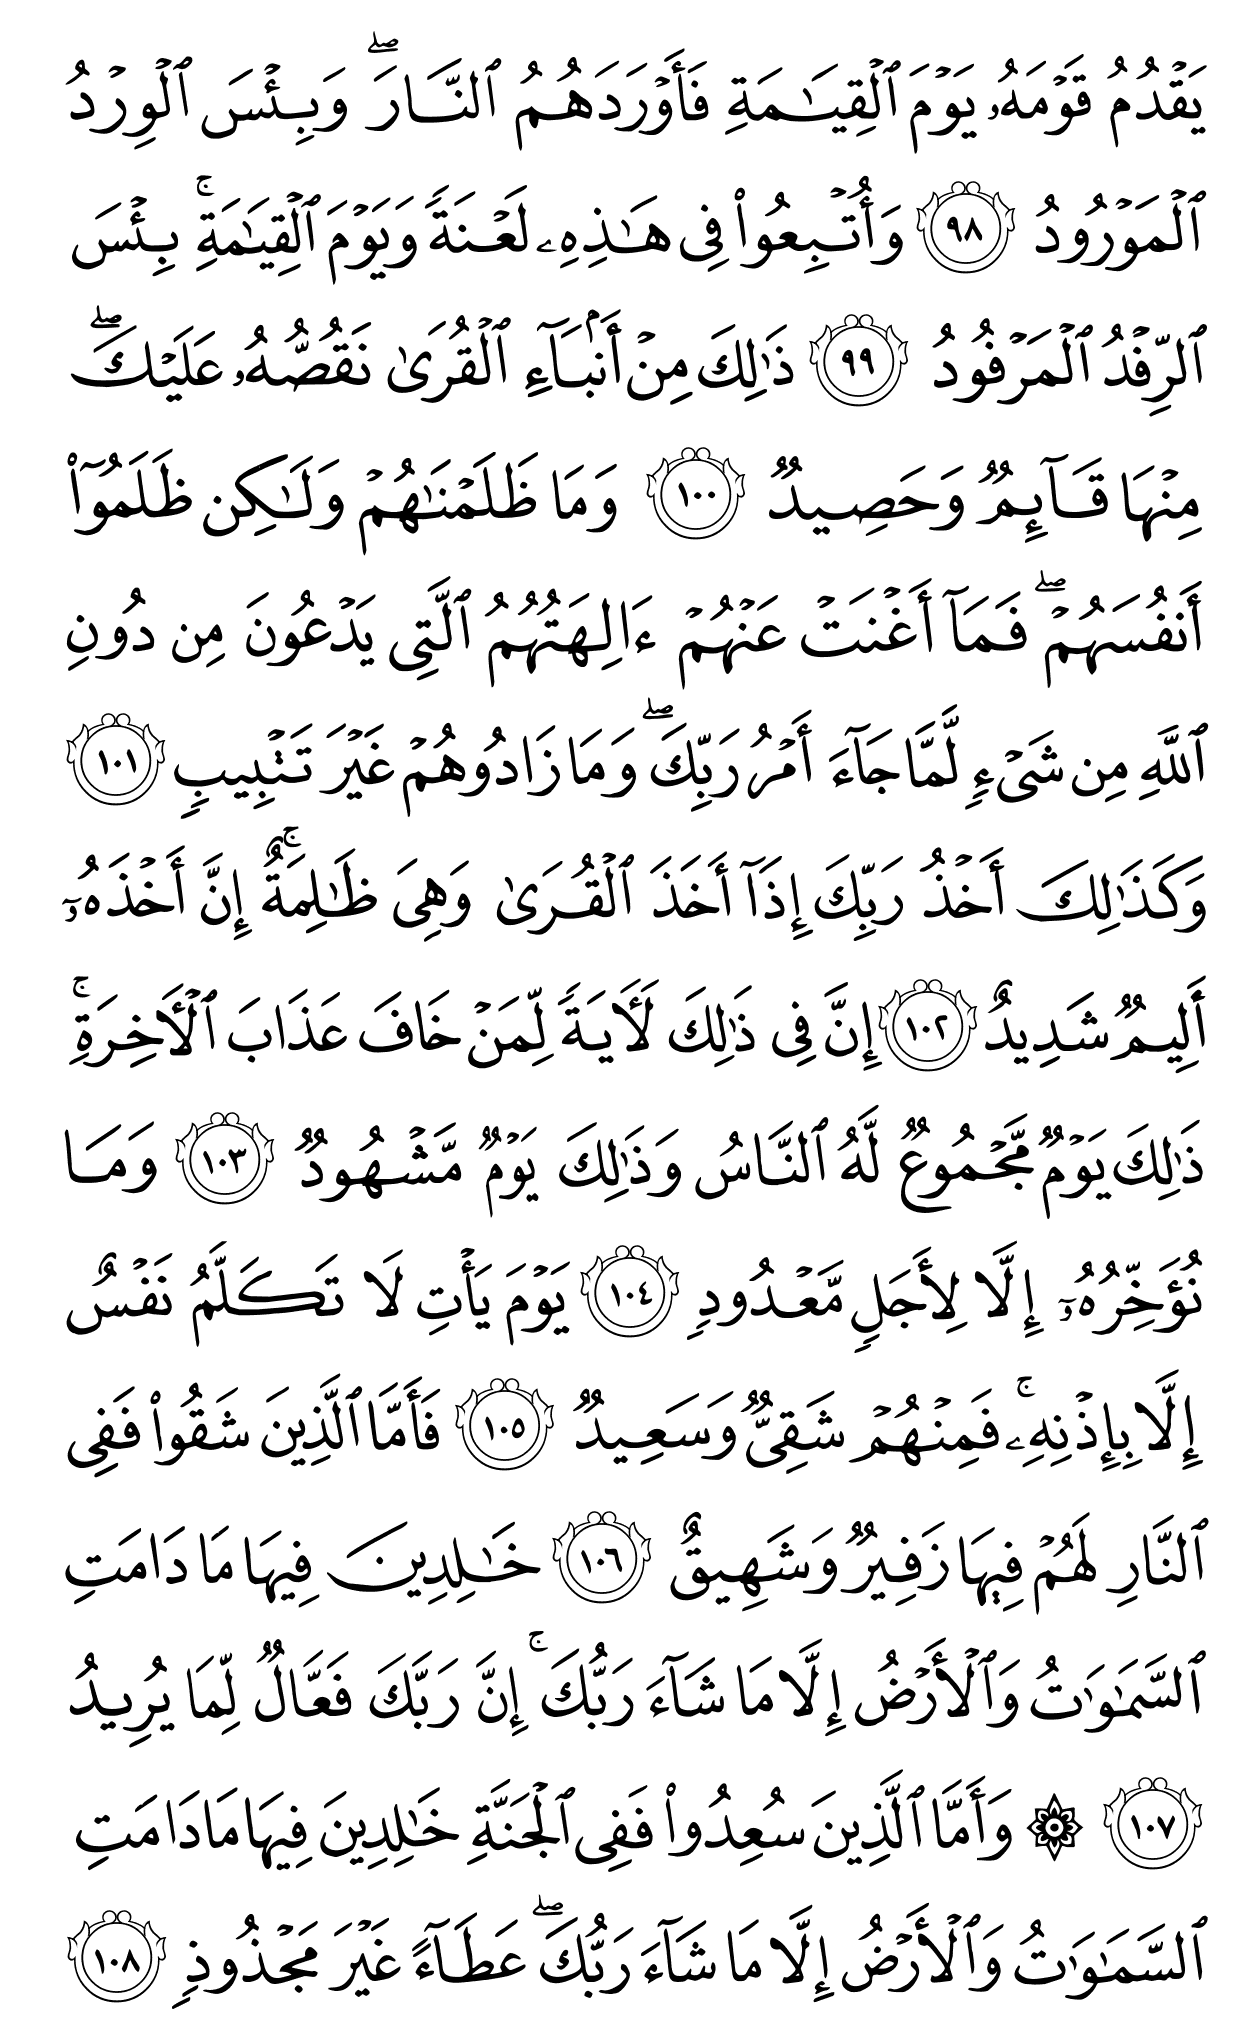 يَقۡدُمُ قَوۡمَهُۥ يَوۡمَ ٱلۡقِيَٰمَةِ فَأَوۡرَدَهُمُ ٱلنَّارَۖ وَبِئۡسَ ٱلۡوِرۡدُ
ٱلۡمَوۡرُودُ ٩٨ وَأُتۡبِعُواْ فِي هَٰذِهِۦ لَعۡنَةٗ وَيَوۡمَ ٱلۡقِيَٰمَةِۚ بِئۡسَ
ٱلرِّفۡدُ ٱلۡمَرۡفُودُ ٩٩ ذَٰلِكَ مِنۡ أَنۢبَآءِ ٱلۡقُرَىٰ نَقُصُّهُۥ عَلَيۡكَۖ
مِنۡهَا قَآئِمٞ وَحَصِيدٞ ١٠٠ وَمَا ظَلَمۡنَٰهُمۡ وَلَٰكِن ظَلَمُوٓاْ
أَنفُسَهُمۡۖ فَمَآ أَغۡنَتۡ عَنۡهُمۡ ءَالِهَتُهُمُ ٱلَّتِي يَدۡعُونَ مِن دُونِ
ٱللَّهِ مِن شَيۡءٖ لَّمَّا جَآءَ أَمۡرُ رَبِّكَۖ وَمَا زَادُوهُمۡ غَيۡرَ تَتۡبِيبٖ ١٠١
وَكَذَٰلِكَ أَخۡذُ رَبِّكَ إِذَآ أَخَذَ ٱلۡقُرَىٰ وَهِيَ ظَٰلِمَةٌۚ إِنَّ أَخۡذَهُۥٓ
أَلِيمٞ شَدِيدٌ ١٠٢ إِنَّ فِي ذَٰلِكَ لَأٓيَةٗ لِّمَنۡ خَافَ عَذَابَ ٱلۡأٓخِرَةِۚ
ذَٰلِكَ يَوۡمٞ مَّجۡمُوعٞ لَّهُ ٱلنَّاسُ وَذَٰلِكَ يَوۡمٞ مَّشۡهُودٞ ١٠٣ وَمَا
نُؤَخِّرُهُۥٓ إِلَّا لِأَجَلٖ مَّعۡدُودٖ ١٠٤ يَوۡمَ يَأۡتِ لَا تَكَلَّمُ نَفۡسٌ
إِلَّا بِإِذۡنِهِۦۚ فَمِنۡهُمۡ شَقِيّٞ وَسَعِيدٞ ١٠٥ فَأَمَّا ٱلَّذِينَ شَقُواْ فَفِي
ٱلنَّارِ لَهُمۡ فِيهَا زَفِيرٞ وَشَهِيقٌ ١٠٦ خَٰلِدِينَ فِيهَا مَا دَامَتِ
ٱلسَّمَٰوَٰتُ وَٱلۡأَرۡضُ إِلَّا مَا شَآءَ رَبُّكَۚ إِنَّ رَبَّكَ فَعَّالٞ لِّمَا يُرِيدُ
١٠٧ ۞ وَأَمَّا ٱلَّذِينَ سُعِدُواْ فَفِي ٱلۡجَنَّةِ خَٰلِدِينَ فِيهَا مَا دَامَتِ
ٱلسَّمَٰوَٰتُ وَٱلۡأَرۡضُ إِلَّا مَا شَآءَ رَبُّكَۖ عَطَآءً غَيۡرَ مَجۡذُوذٖ ١٠٨